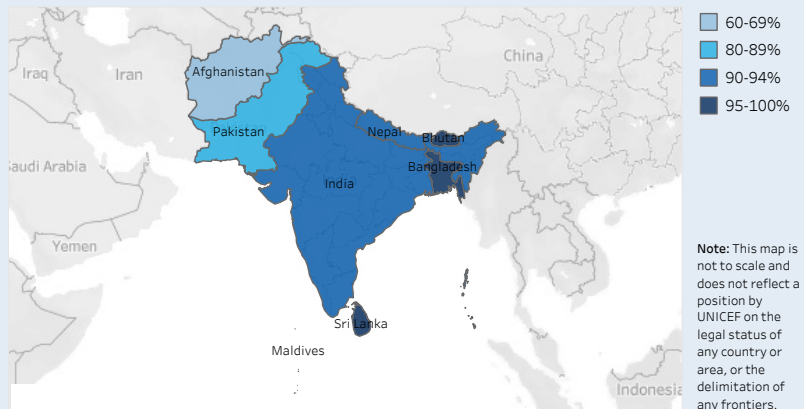 China
Iraq
Iran
Afghanistan
Pakistan
Nepal
Bhutan
Saudi Arabia
Bangladesh
India
Yemen
Sri Lanka
Maldives
Indonesia
60-69%
80-89%
90-94%
95-100%
Note: This map is
not to scale and
does not reflect a
position by
UNICEF on the
legal status of
any country or
area, or the
delimitation of
any frontiers.